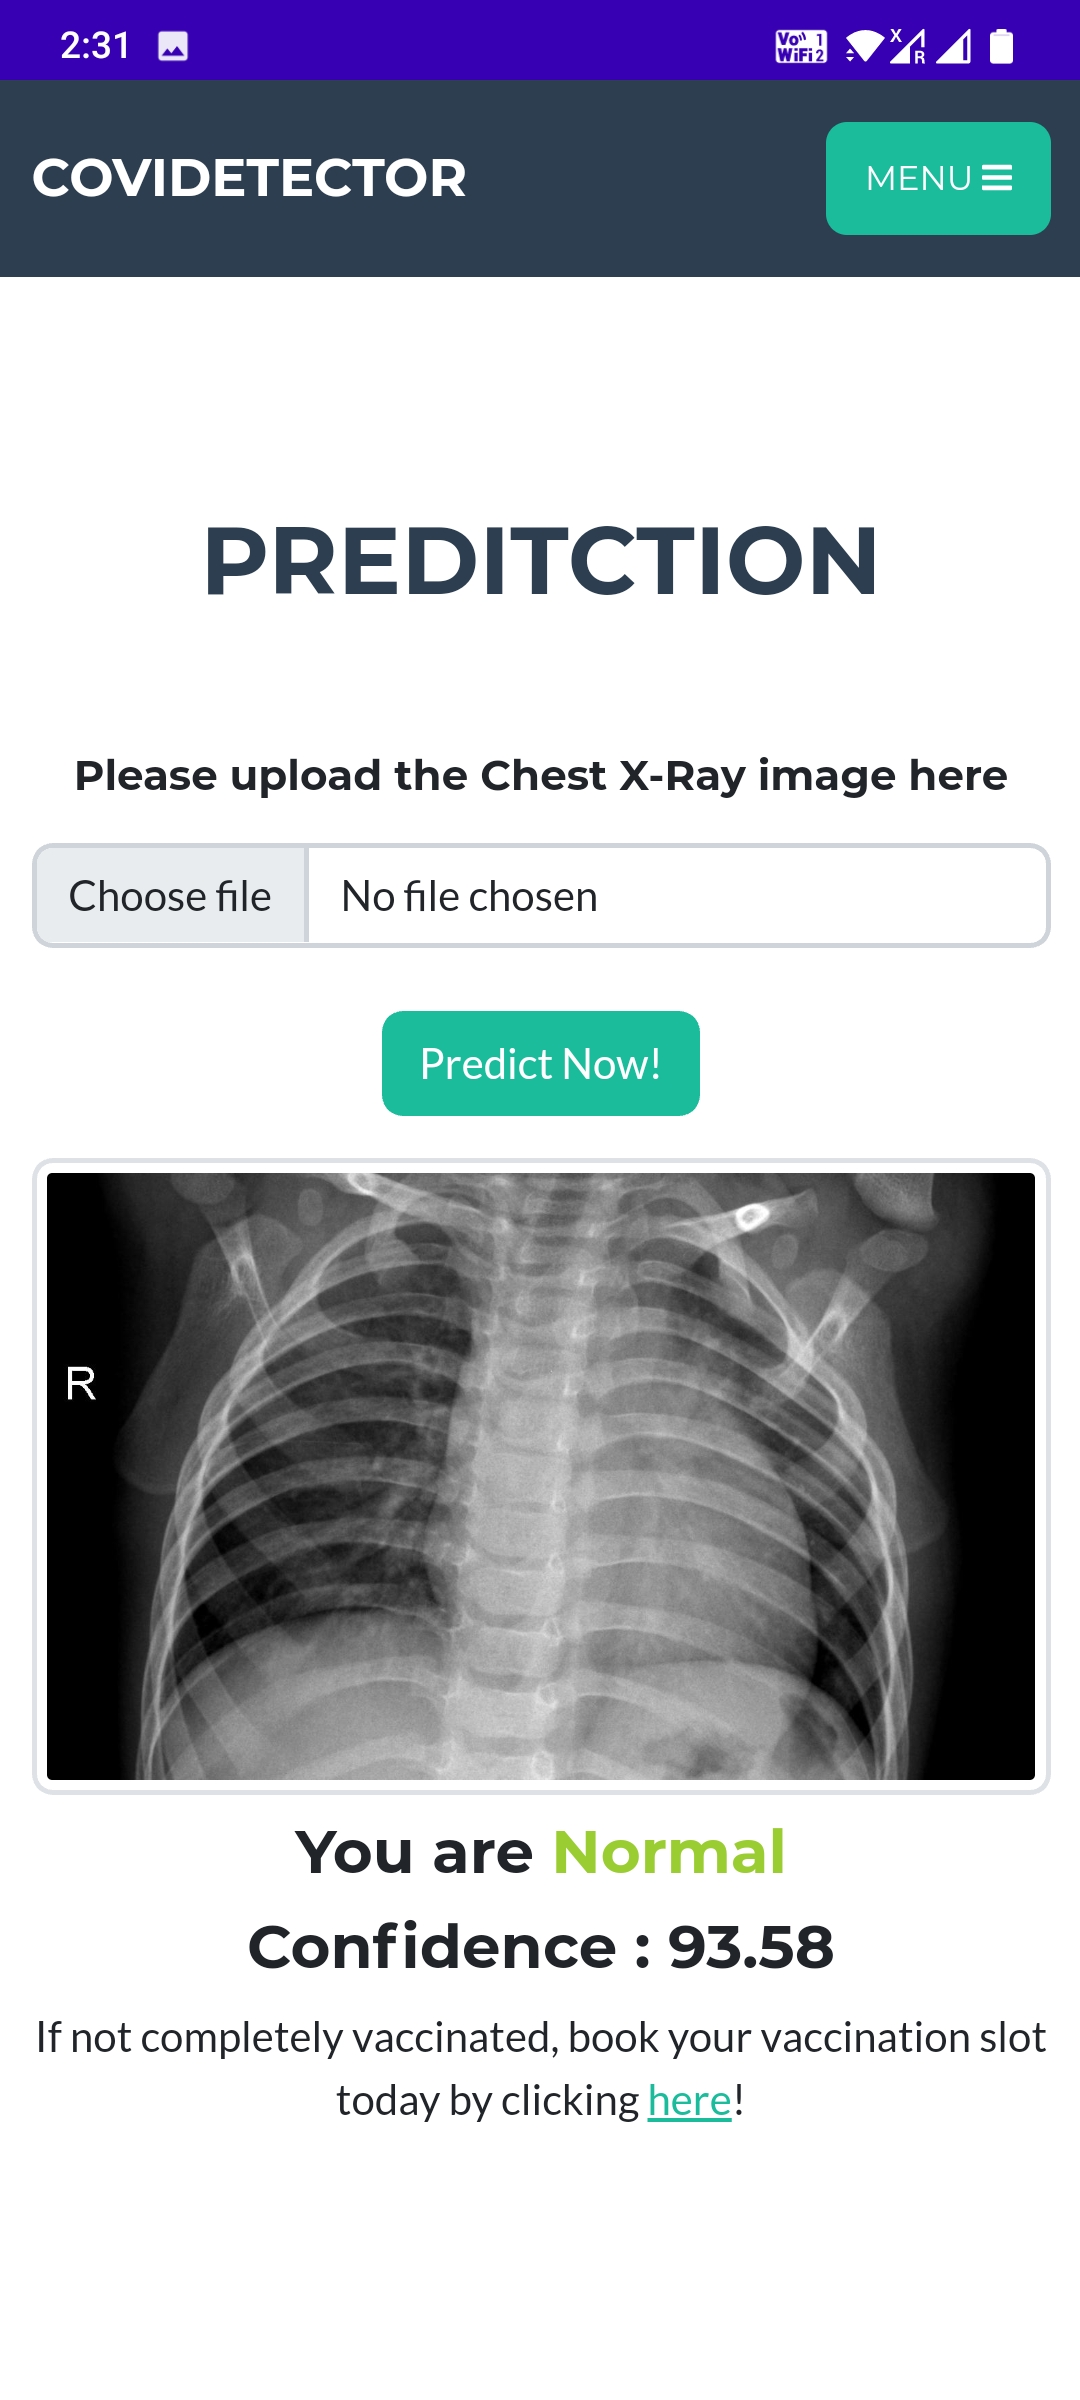 2:31
Vo 1
WiFi 2
X
R
COVIDETECTOR
MENU
PREDITCTION
Please upload the Chest X-Ray image here
Choose file
No file chosen
Predict Now!
R
You are Normal
Confidence : 93.58
If not completely vaccinated, book your vaccination slot
today by clicking here!